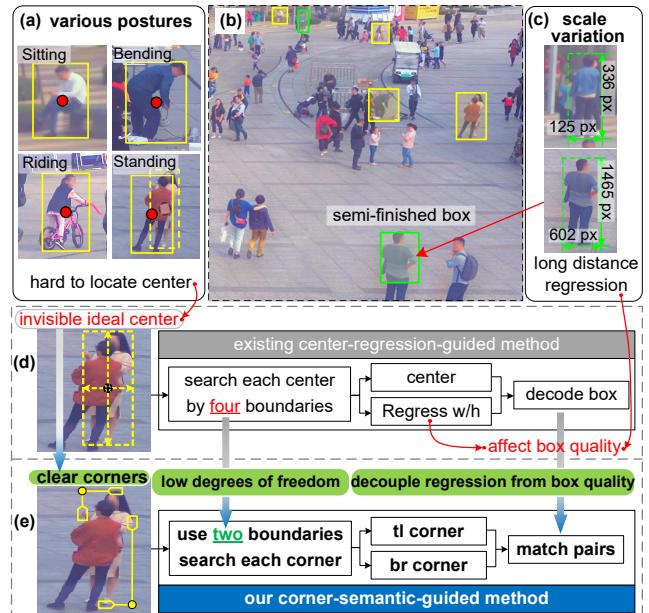 (a) various postures
Sitting
Bending
Riding
Standing
hard to locate center
(b)
semi-finished box
(c) scale
variation
336 px
125 px
1465 px
602 px
long distance
regression
invisible ideal center
(d)
existing center-regression-guided method
search each center
by four boundaries
center
Regress w/h
decode box
affect box quality
clear corners
low degrees of freedom
decouple regression from box quality
(e)
use two boundaries
search each corner
tl corner
br corner
match pairs
our corner-semantic-guided method